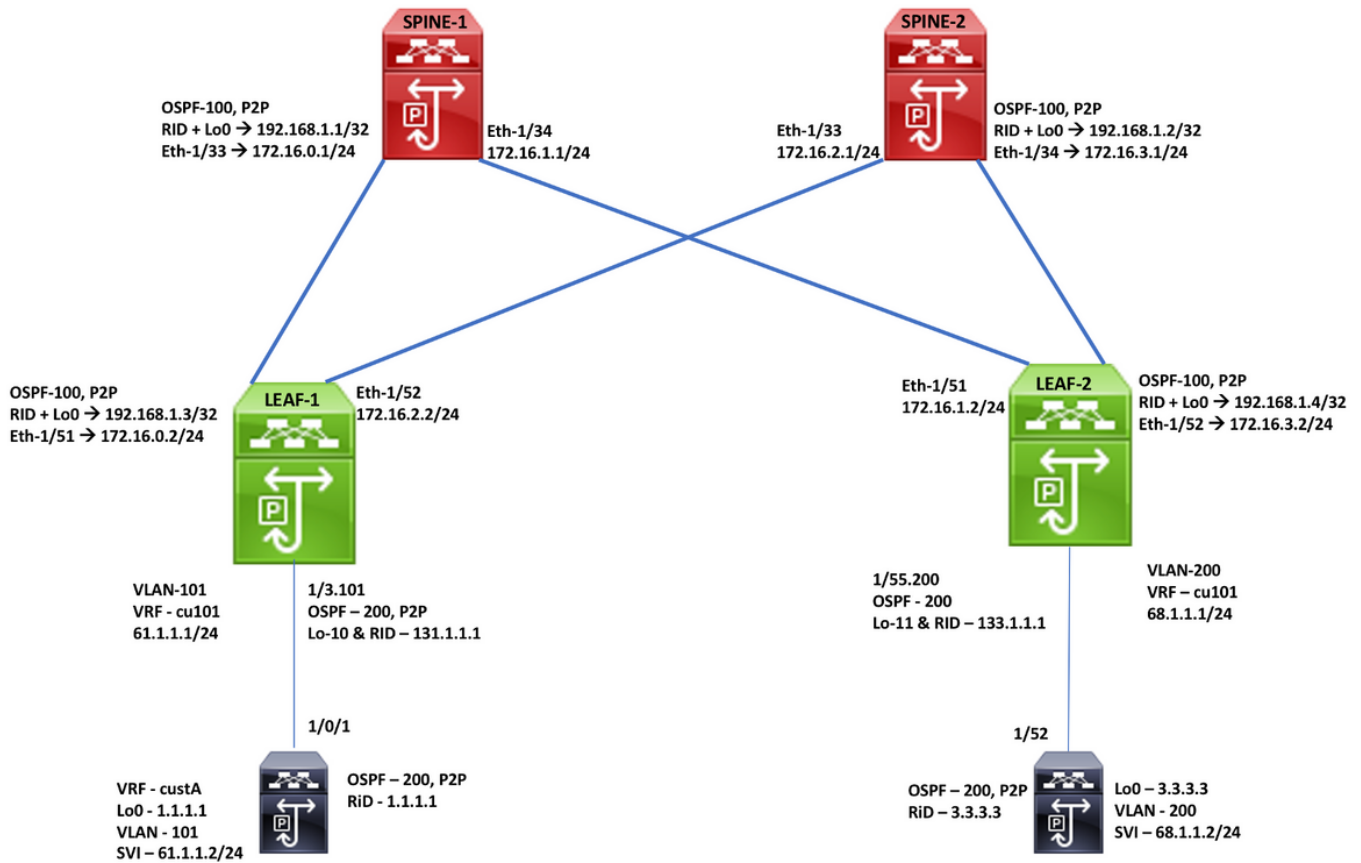 SPINE-1
SPINE-2
OSPF-100, P2P
RID + Lo0 → 192.168.1.1/32
Eth-1/33 → 172.16.0.1/24
P
Eth-1/34
172.16.1.1/24
Eth-1/33
172.16.2.1/24
P
OSPF-100, P2P
RID + Lo0 → 192.168.1.2/32
Eth-1/34 → 172.16.3.1/24
OSPF-100, P2P
RID + Lo0 → 192.168.1.3/32
Eth-1/51 → 172.16.0.2/24
LEAF-1
P
Eth-1/52
172.16.2.2/24
Eth-1/51
172.16.1.2/24
LEAF-2
P
OSPF-100, P2P
RID + Lo0 → 192.168.1.4/32
Eth-1/52 → 172.16.3.2/24
VLAN-101
VRF - cu101
61.1.1.1/24
1/3.101
OSPF – 200, P2P
Lo-10 & RID – 131.1.1.1
1/55.200
OSPF - 200
Lo-11 & RID – 133.1.1.1
VLAN-200
VRF – cu101
68.1.1.1/24
1/0/1
1/52
VRF - custA
Lo0 - 1.1.1.1
VLAN - 101
SVI – 61.1.1.2/24
P
OSPF – 200, P2P
RiD - 1.1.1.1
OSPF – 200, P2P
RiD - 3.3.3.3
P
Lo0 – 3.3.3.3
VLAN - 200
SVI – 68.1.1.2/24